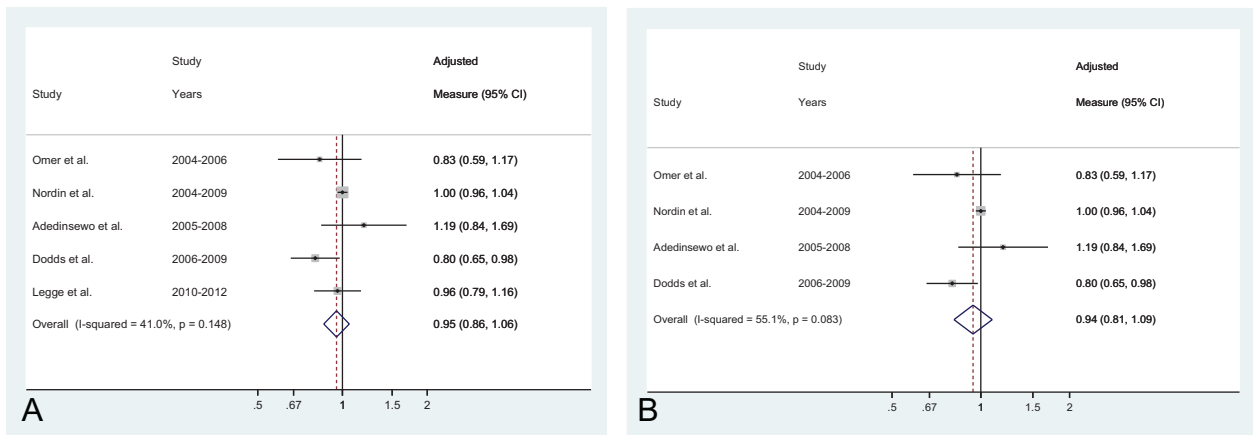 Study Adjusted
Study Years Measure (95% CI)
Omer et al. 2004-2006 0.83 (0.59, 1.17)
Nordin et al. 2004-2009 1.00 (0.96, 1.04)
Adedinsewo et al. 2005-2008 1.19 (0.84, 1.69)
Dodds et al. 2006-2009 0.80 (0.65, 0.98)
Legge et al. 2010-2012 0.96 (0.79, 1.16)
Overall (I-squared = 41.0%, p = 0.148) 0.95 (0.86, 1.06)
.5 .67 1 1.5 2
A
Study Adjusted
Study Years Measure (95% CI)
Omer et al. 2004-2006 0.83 (0.59, 1.17)
Nordin et al. 2004-2009 1.00 (0.96, 1.04)
Adedinsewo et al. 2005-2008 1.19 (0.84, 1.69)
Dodds et al. 2006-2009 0.80 (0.65, 0.98)
Overall (I-squared = 55.1%, p = 0.083) 0.94 (0.81, 1.09)
.5 .67 1 1.5 2
B